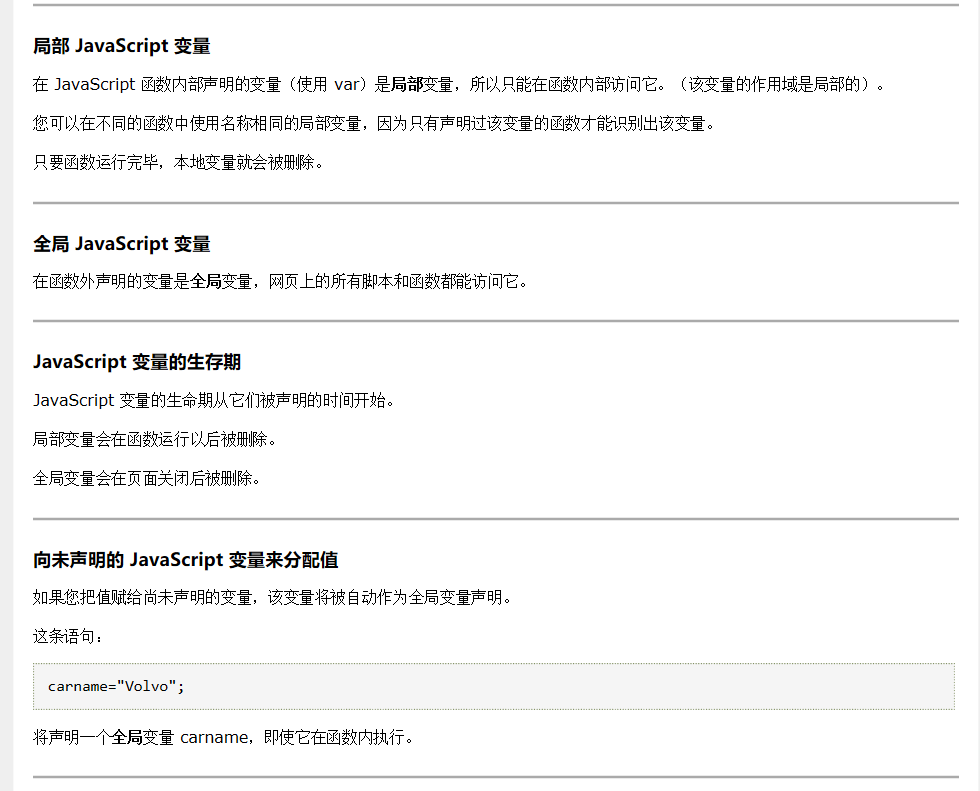 局部 JavaScript 变量
在 JavaScript 函数内部声明的变量（使用 var）是局部变量，所以只能在函数内部访问它。（该变量的作用域是局部的）。
您可以在不同的函数中使用名称相同的局部变量，因为只有声明过该变量的函数才能识别出该变量。
只要函数运行完毕，本地变量就会被删除。
全局 JavaScript 变量
在函数外声明的变量是全局变量，网页上的所有脚本和函数都能访问它。
JavaScript 变量的生存期
JavaScript 变量的生命期从它们被声明的时间开始。
局部变量会在函数运行以后被删除。
全局变量会在页面关闭后被删除。
向未声明的 JavaScript 变量来分配值
如果您把值赋给尚未声明的变量，该变量将被自动作为全局变量声明。
这条语句：
carname="Volvo";
将声明一个全局变量 carname，即使它在函数内执行。